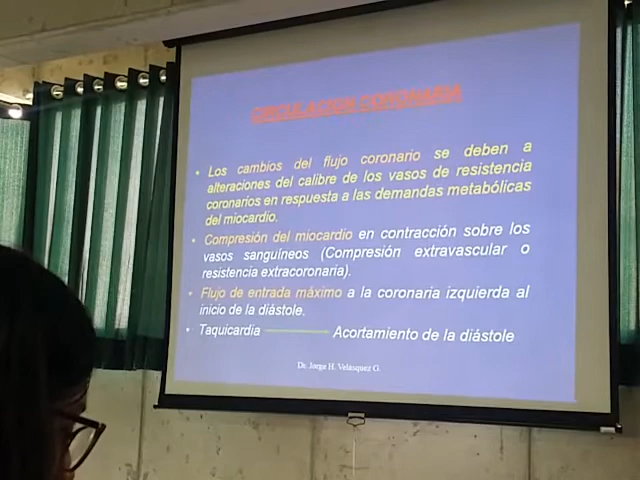 CIRCULACION CORONARIA
• Los cambios del flujo coronario se deben a
alteraciones del calibre de los vasos de resistencia
coronarios en respuesta a las demandas metabólicas
del miocardio.
• Compresión del miocardio en contracción sobre los
vasos sanguíneos (Compresión extravascular o
resistencia extracoronaria).
• Flujo de entrada máximo a la coronaria izquierda al
inicio de la diástole.
• Taquicardia Acortamiento de la diástole
Dr. Jorge H. Velásquez G.